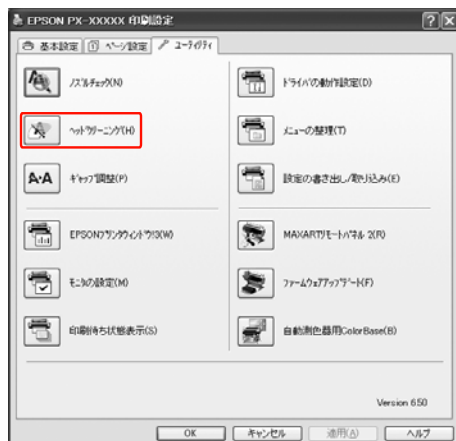 EPSON PX-XXXXX 印刷設定
基本設定
ページ設定
ユーティリティ
ノズルチェック(N)
ヘッドクリーニング(H)
ギャップ調整(P)
EPSONプリンタウィンドウ!3(W)
モニタの設定(M)
印刷待ち状態表示(S)
ドライバの動作設定(D)
メニューの整理(T)
設定の書き出し/取り込み(E)
MAXARTリモートパネル 2(R)
ファームウェアアップデート(F)
自動測色器用ColorBase(B)
Version 6.50
OK
キャンセル
適用(A)
ヘルプ